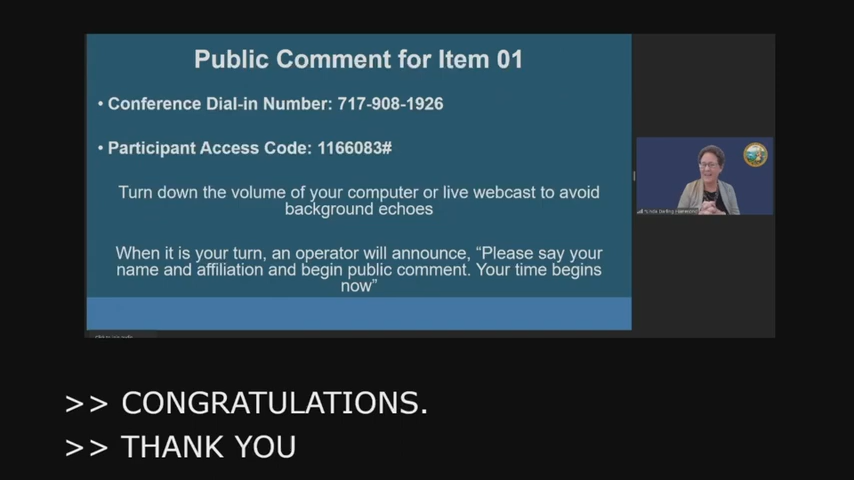 Public Comment for Item 01
• Conference Dial-in Number: 717-908-1926
• Participant Access Code: 1166083#
Turn down the volume of your computer or live webcast to avoid
background echoes
When it is your turn, an operator will announce, “Please say your
name and affiliation and begin public comment. Your time begins
now”
Darling-Hammond
>> CONGRATULATIONS.
>> THANK YOU